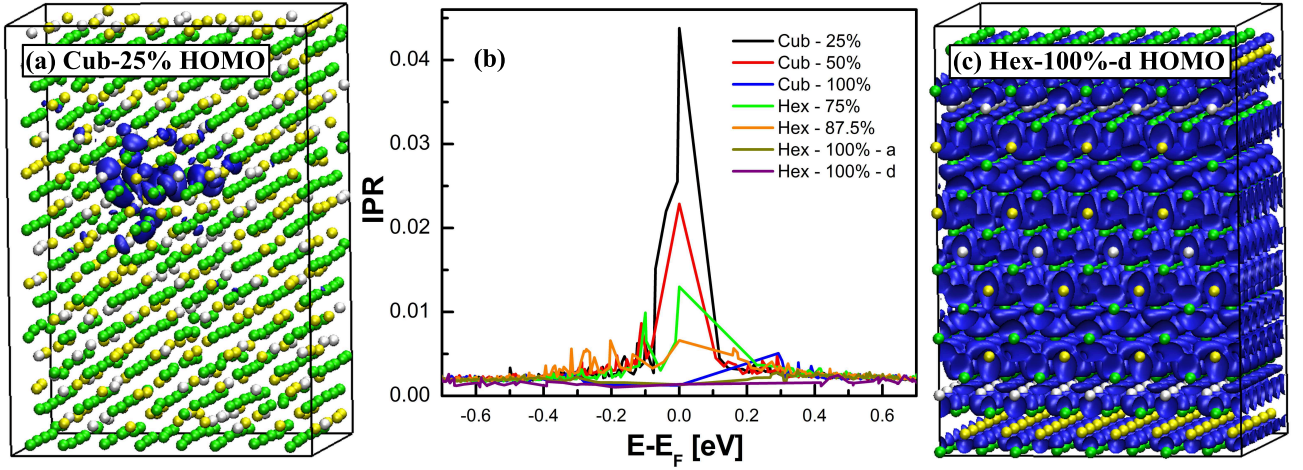 (a) Cub-25% HOMO
(b)
(c) Hex-100%-d HOMO
Cub - 25%
Cub - 50%
Cub - 100%
Hex - 75%
Hex - 87.5%
Hex - 100% - a
Hex - 100% - d
IPR
0.04
0.03
0.02
0.01
0.00
-0.6 -0.4 -0.2 0.0 0.2 0.4 0.6
E-E_F [eV]